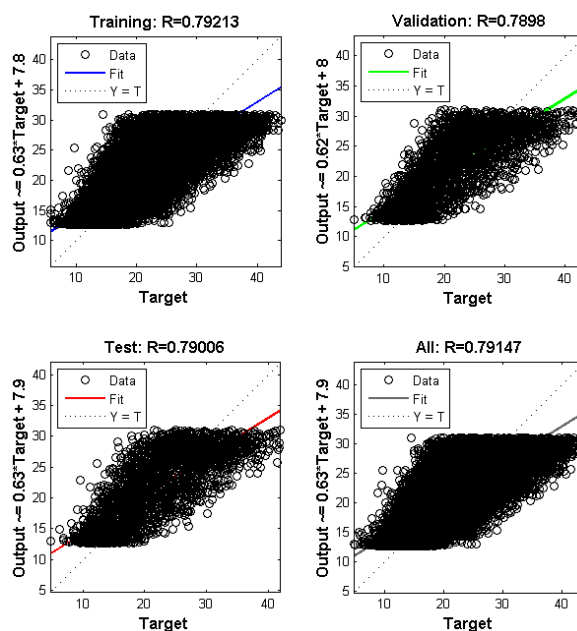 Training: R=0.79213
Output ~= 0.63*Target + 7.8
Data
Fit
Y = T
40
35
30
25
20
15
10
10 20 30 40
Target
Validation: R=0.7898
Output ~= 0.62*Target + 8
Data
Fit
Y = T
40
35
30
25
20
15
10
5
10 20 30 40
Target
Test: R=0.79006
Output ~= 0.63*Target + 7.9
Data
Fit
Y = T
40
35
30
25
20
15
10
5
10 20 30 40
Target
All: R=0.79147
Output ~= 0.63*Target + 7.9
Data
Fit
Y = T
40
35
30
25
20
15
10
5
10 20 30 40
Target